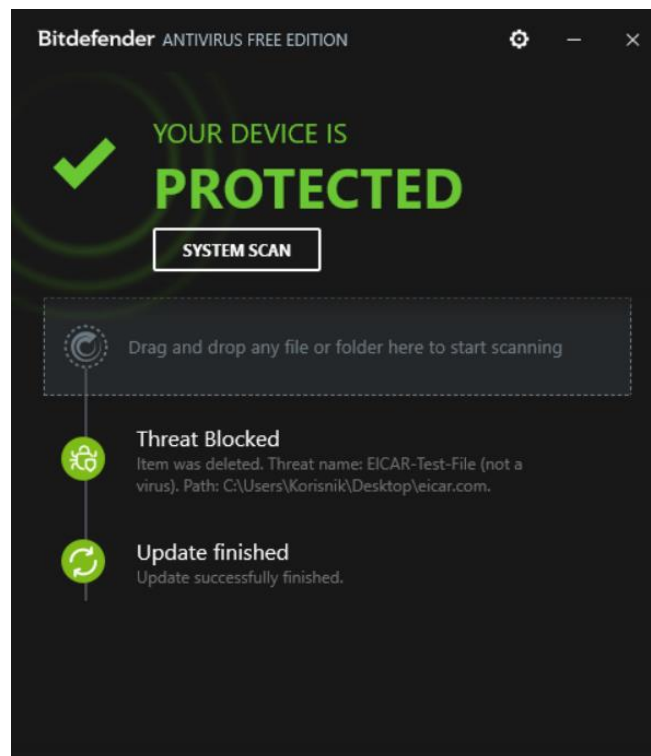 Bitdefender ANTIVIRUS FREE EDITION
YOUR DEVICE IS
PROTECTED
SYSTEM SCAN
Drag and drop any file or folder here to start scanning
Threat Blocked
Item was deleted. Threat name: EICAR-Test-File (not a
virus). Path: C:\Users\Korisnik\Desktop\eicar.com.
Update finished
Update successfully finished.